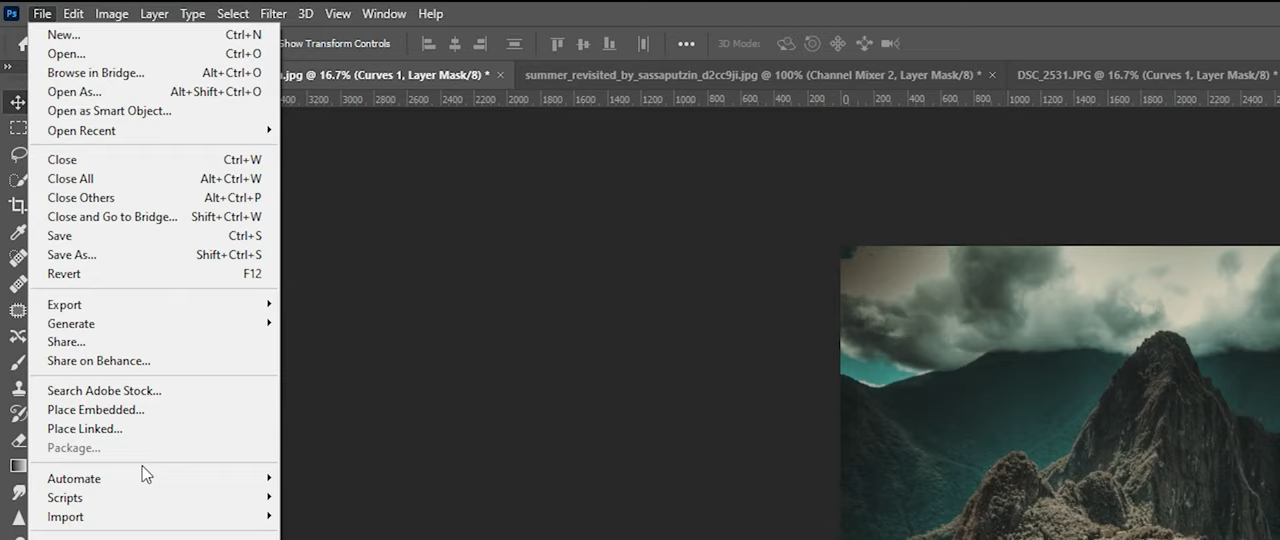 Ps File Edit Image Layer Type Select Filter 3D View Window Help
Show Transform Controls 3D Mode:
.jpg @ 16.7% (Curves 1, Layer Mask/8) * × summer_revisited_by_sassaputzin_d2cc9ji.jpg @ 100% (Channel Mixer 2, Layer Mask/8) * × DSC_2531.JPG @ 16.7% (Curves 1, Layer Mask/8) *
3200 3000 2800 2600 2400 2200 2000 1800 1600 1400 1200 1000 800 600 400 200 0 200 400 600 800 1000 1200 1400 1600 1800 2000 2200 2400
New... Ctrl+N
Open... Ctrl+O
Browse in Bridge... Alt+Ctrl+O
Open As... Alt+Shift+Ctrl+O
Open as Smart Object...
Open Recent
Close Ctrl+W
Close All Alt+Ctrl+W
Close Others Alt+Ctrl+P
Close and Go to Bridge... Shift+Ctrl+W
Save Ctrl+S
Save As... Shift+Ctrl+S
Revert F12
Export
Generate
Share...
Share on Behance...
Search Adobe Stock...
Place Embedded...
Place Linked...
Package...
Automate
Scripts
Import